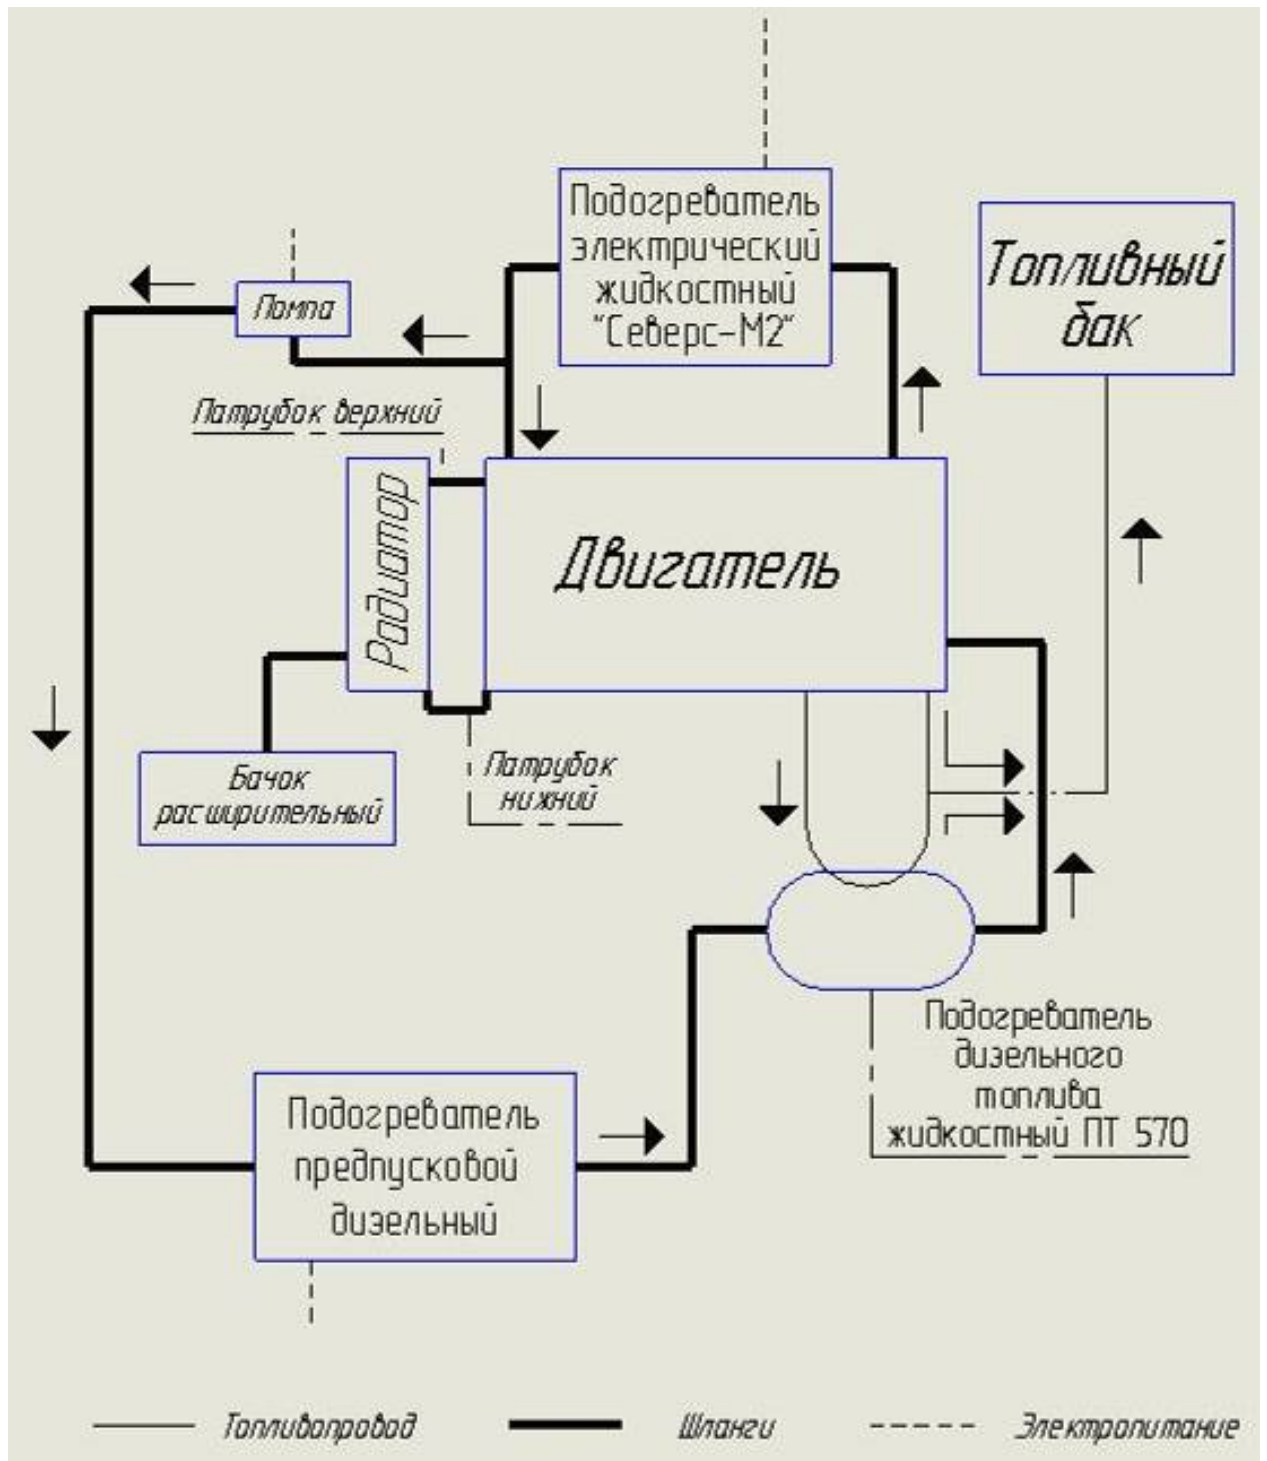 Подогреватель
электрический
жидкостный
"Северс-М2"
Топливный
бак
Помпа
Патрубок верхний
Радиатор
Двигатель
Бачок
расширительный
Патрубок
нижний
Подогреватель
дизельного
топлива
жидкостный ПТ 570
Подогреватель
предпусковой
дизельный
Топливопровод
Шланги
Электропитание